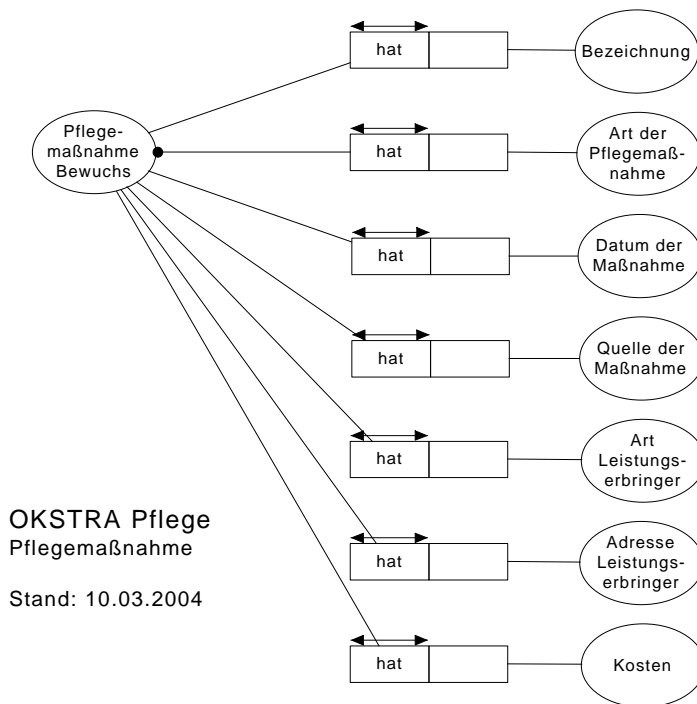 hat
Bezeichnung
Pflege-
maßnahme
Bewuchs
hat
Art der
Pflegemaß-
nahme
hat
Datum der
Maßnahme
hat
Quelle der
Maßnahme
hat
Art
Leistungs-
erbringer
OKSTRA Pflege
Pflegemaßnahme
Stand: 10.03.2004
hat
Adresse
Leistungs-
erbringer
hat
Kosten